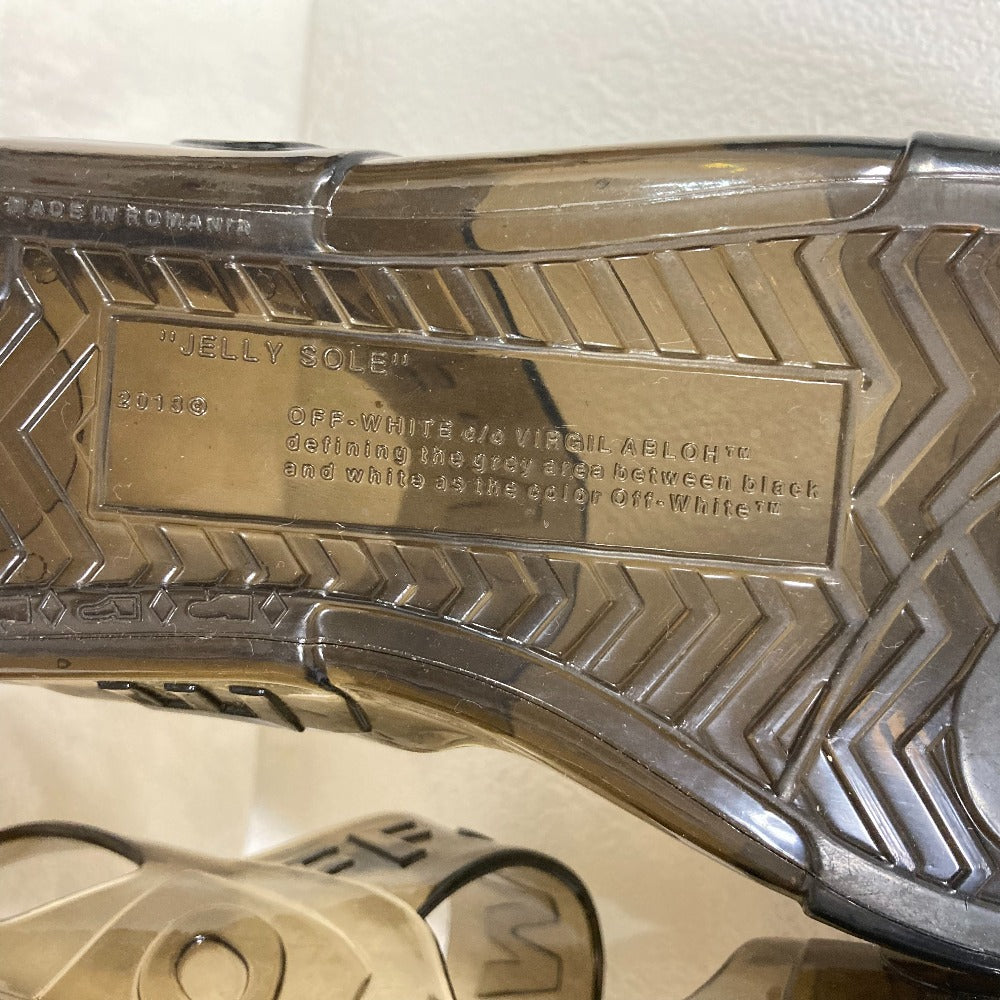 MADE IN ROMANIA
"JELLY SOLE"
2013©
OFF-WHITE c/o VIRGIL ABLOH™
defining the grey area between black
and white as the color Off-White™